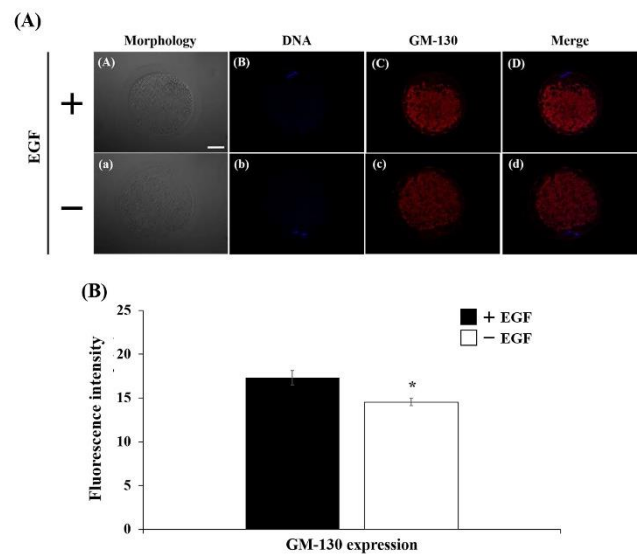 (A)
Morphology DNA GM-130 Merge
EGF
+
(A) (B) (C) (D)
−
(a) (b) (c) (d)
(B)
Fluorescence intensity
25
20
15
10
5
0
+ EGF
− EGF
*
GM-130 expression